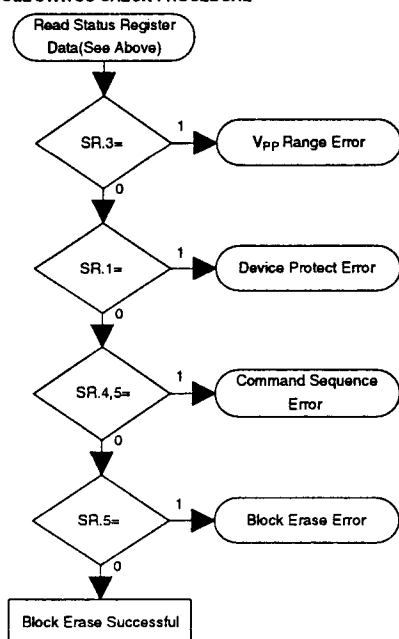 Read Status Register
Data(See Above)
SR.3=
1
VPP Range Error
0
SR.1=
1
Device Protect Error
0
SR.4,5=
1
Command Sequence
Error
0
SR.5=
1
Block Erase Error
0
Block Erase Successful